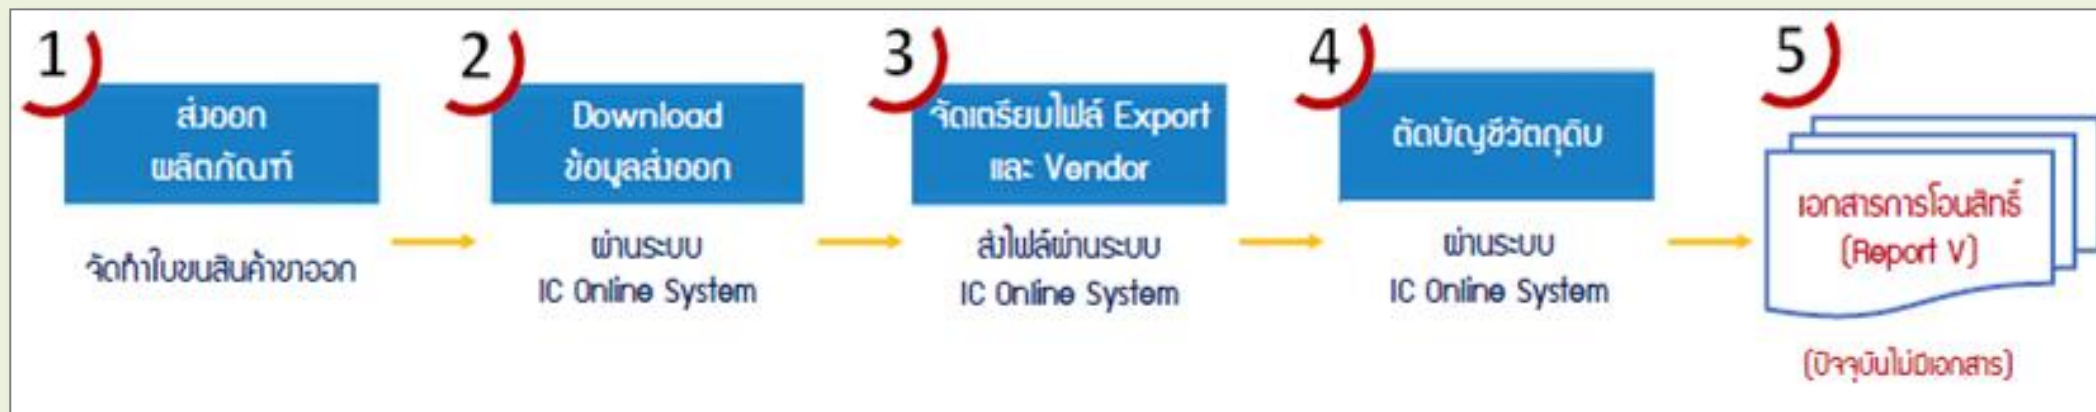 1
ส่งออก
ผลิตภัณฑ์
จัดทำใบขนสินค้าขาออก
2
Download
ข้อมูลส่งออก
ผ่านระบบ
IC Online System
3
จัดเตรียมไฟล์ Export
และ Vendor
ส่งไฟล์ผ่านระบบ
IC Online System
4
ตัดบัญชีวัตถุดิบ
ผ่านระบบ
IC Online System
5
เอกสารการโอนสิทธิ์
(Report V)
(ปัจจุบันไม่มีเอกสาร)